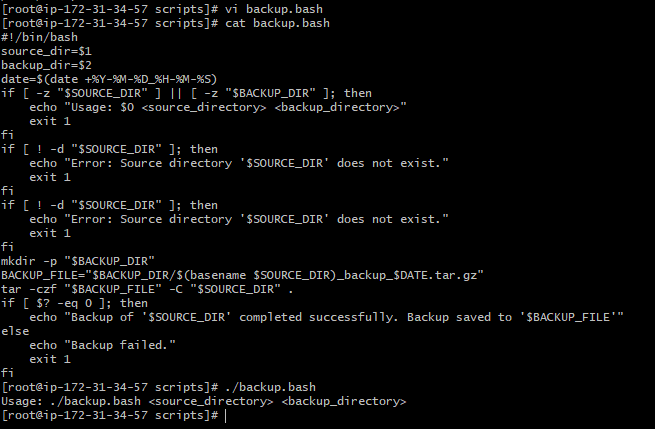 [root@ip-172-31-34-57 scripts]# vi backup.bash
[root@ip-172-31-34-57 scripts]# cat backup.bash
#!/bin/bash
source_dir=$1
backup_dir=$2
date=$(date +%Y-%M-%D_%H-%M-%S)
if [ -z "$SOURCE_DIR" ] || [ -z "$BACKUP_DIR" ]; then
    echo "Usage: $0 <source_directory> <backup_directory>"
    exit 1
fi
if [ ! -d "$SOURCE_DIR" ]; then
    echo "Error: Source directory '$SOURCE_DIR' does not exist."
    exit 1
fi
if [ ! -d "$SOURCE_DIR" ]; then
    echo "Error: Source directory '$SOURCE_DIR' does not exist."
    exit 1
fi
mkdir -p "$BACKUP_DIR"
BACKUP_FILE="$BACKUP_DIR/$(basename $SOURCE_DIR)_backup_$DATE.tar.gz"
tar -czf "$BACKUP_FILE" -C "$SOURCE_DIR" .
if [ $? -eq 0 ]; then
    echo "Backup of '$SOURCE_DIR' completed successfully. Backup saved to '$BACKUP_FILE'"
else
    echo "Backup failed."
    exit 1
fi
[root@ip-172-31-34-57 scripts]# ./backup.bash
Usage: ./backup.bash <source_directory> <backup_directory>
[root@ip-172-31-34-57 scripts]#